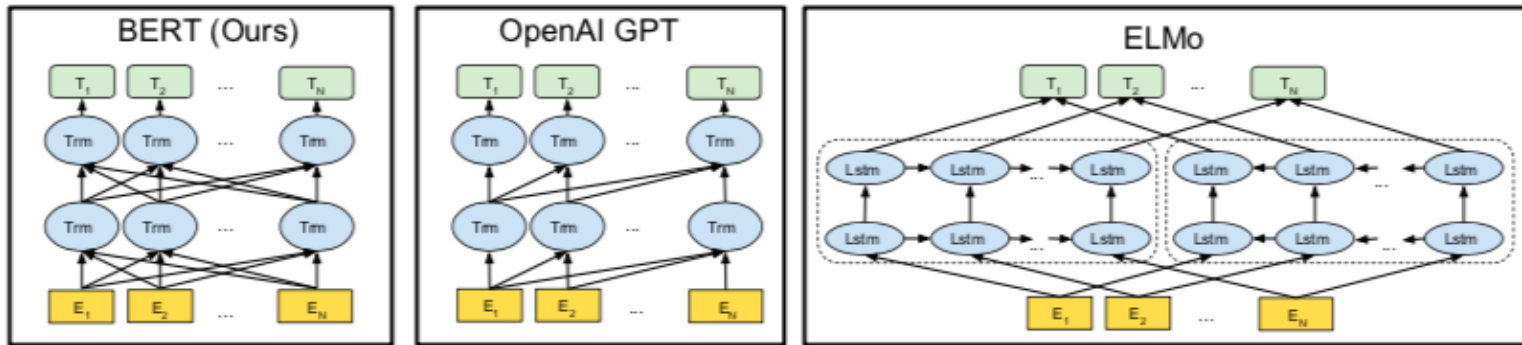 BERT (Ours) OpenAI GPT ELMo
T1 T2 ... TN T1 T2 ... TN T1 T2 ... TN
Trm Trm ... Trm Trm Trm ... Trm Lstm Lstm ... Lstm Lstm Lstm ... Lstm
Trm Trm ... Trm Trm Trm ... Trm Lstm Lstm ... Lstm Lstm Lstm ... Lstm
E1 E2 ... EN E1 E2 ... EN E1 E2 ... EN